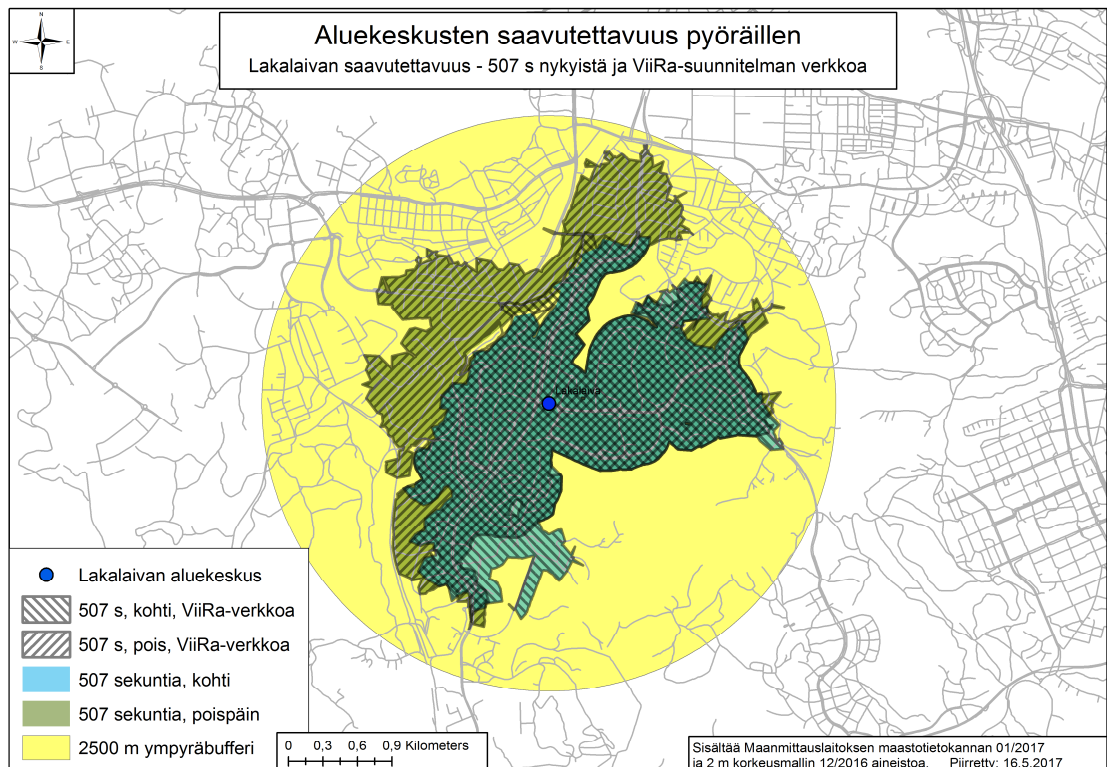 N
W E
S
Aluekeskusten saavutettavuus pyöräillen
Lakalaivan saavutettavuus - 507 s nykyistä ja ViiRa-suunnitelman verkkoa
Lakalaiva
Lakalaivan aluekeskus
507 s, kohti, ViiRa-verkkoa
507 s, pois, ViiRa-verkkoa
507 sekuntia, kohti
507 sekuntia, poispäin
2500 m ympyräbufferi
0 0,3 0,6 0,9 Kilometers
Sisältää Maanmittauslaitoksen maastotietokannan 01/2017
ja 2 m korkeusmallin 12/2016 aineistoa. Piirretty: 16.5.2017